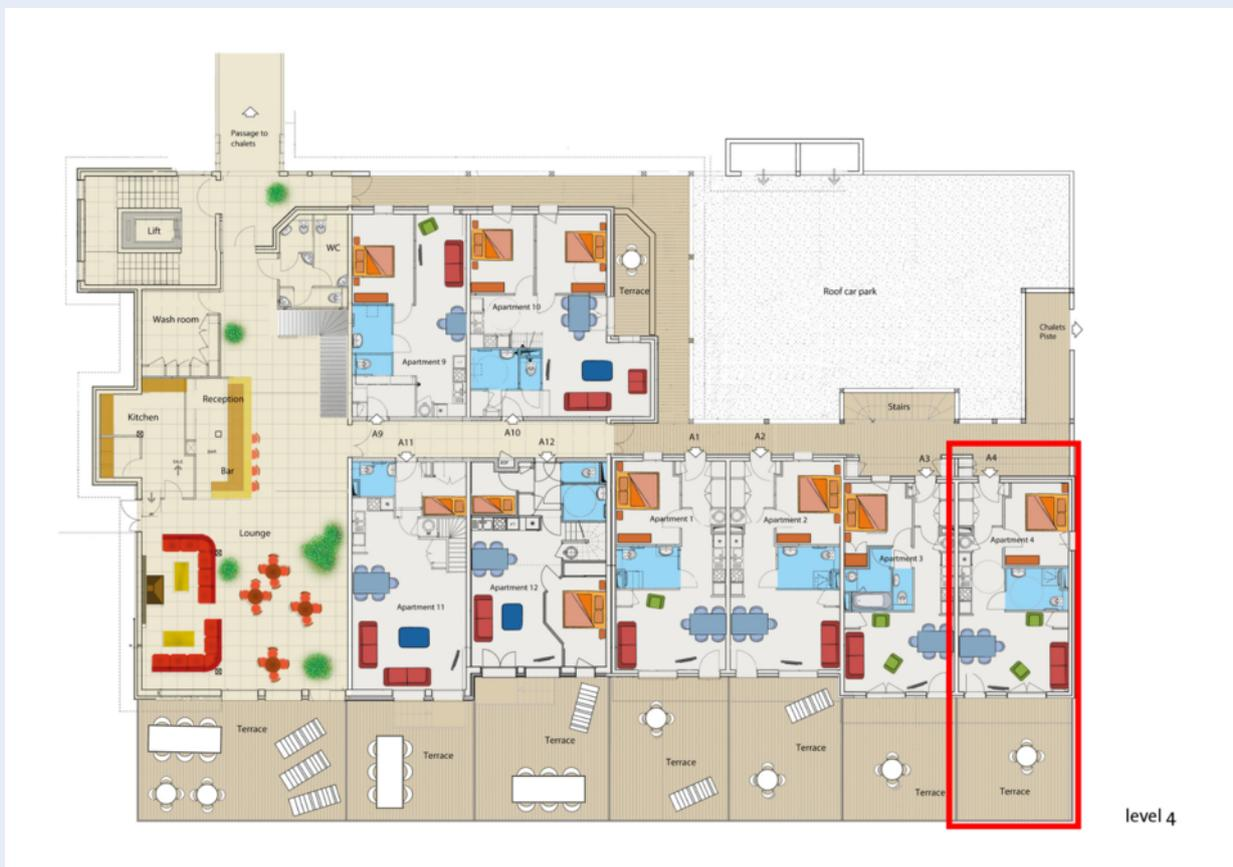 Passage to
chalets
Lift
WC
Wash room
Terrace
Roof car park
Apartment 10
Chalets
Piste
Apartment 9
Reception
Kitchen
Stairs
A9
A11
A10
A12
A1
A2
A3
A4
Bar
Lounge
Apartment 1
Apartment 2
Apartment 4
Apartment 3
Apartment 12
Apartment 11
Terrace
Terrace
Terrace
Terrace
Terrace
Terrace
Terrace
level 4